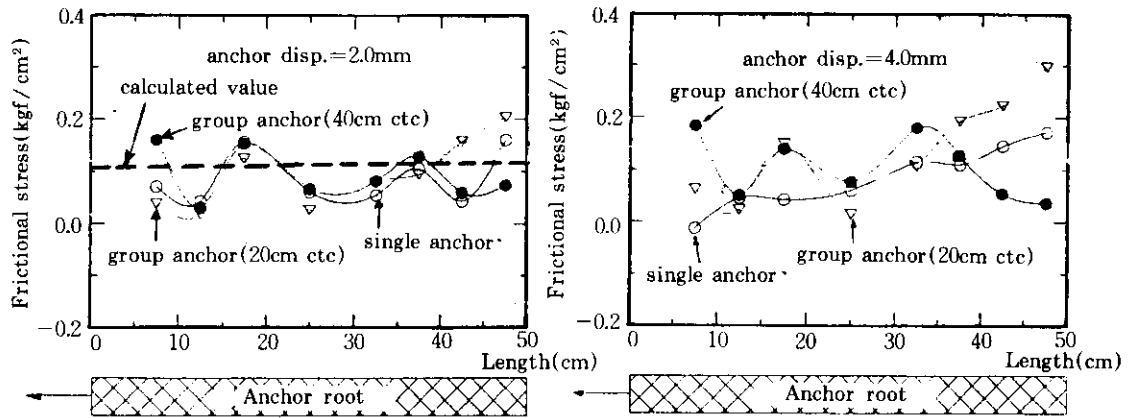 Frictional stress(kgf/cm²)
0.4
0.2
0.0
−0.2
anchor disp.=2.0mm
calculated value
group anchor(40cm ctc)
single anchor
group anchor(20cm ctc)
0 10 20 30 40 50
Length(cm)
Anchor root
Frictional stress(kgf/cm²)
0.4
0.2
0.0
−0.2
anchor disp.=4.0mm
group anchor(40cm ctc)
group anchor(20cm ctc)
single anchor
0 10 20 30 40 50
Length(cm)
Anchor root